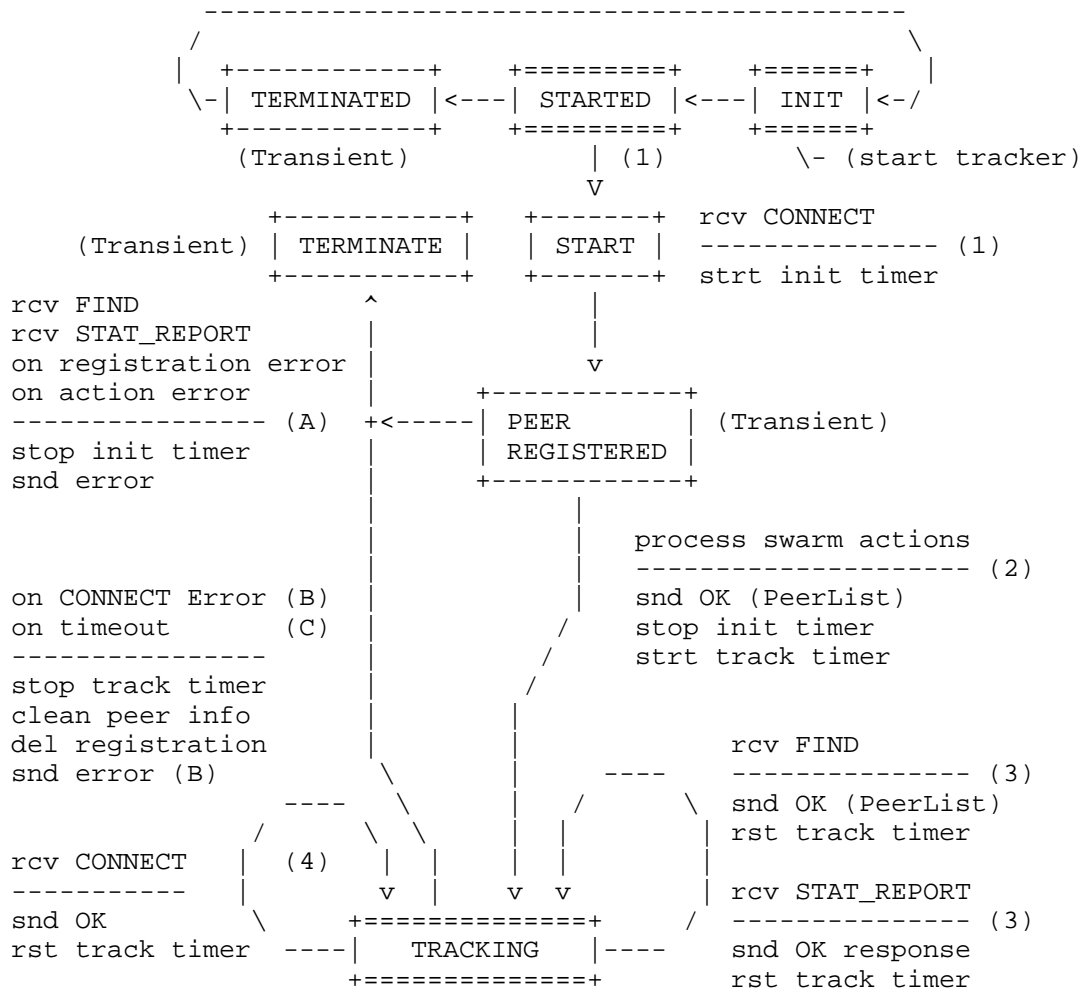 --------------------------------------------
/ \
| +------------+ +=========+ +======+ |
\-| TERMINATED |<---| STARTED |<---| INIT |<-/
+------------+ +=========+ +======+
(Transient) | (1) \- (start tracker)
V
+-----------+ +-------+ rcv CONNECT
(Transient) | TERMINATE | | START | --------------- (1)
+-----------+ +-------+ strt init timer
rcv FIND ^ |
rcv STAT_REPORT | |
on registration error | v
on action error | +------------+
---------------- (A) +<-----| PEER | (Transient)
stop init timer | | REGISTERED |
snd error | +------------+
| |
| | process swarm actions
| | --------------------- (2)
on CONNECT Error (B) | | snd OK (PeerList)
on timeout (C) | / stop init timer
---------------- | / strt track timer
stop track timer | /
clean peer info | |
del registration | | rcv FIND
snd error (B) \ | ---- --------------- (3)
---- \ | / \ snd OK (PeerList)
/ \ \ | | | rst track timer
rcv CONNECT | (4) | | | | |
----------- | v | v v | rcv STAT_REPORT
snd OK \ +==============+ / --------------- (3)
rst track timer ----| TRACKING |---- snd OK response
+==============+ rst track timer